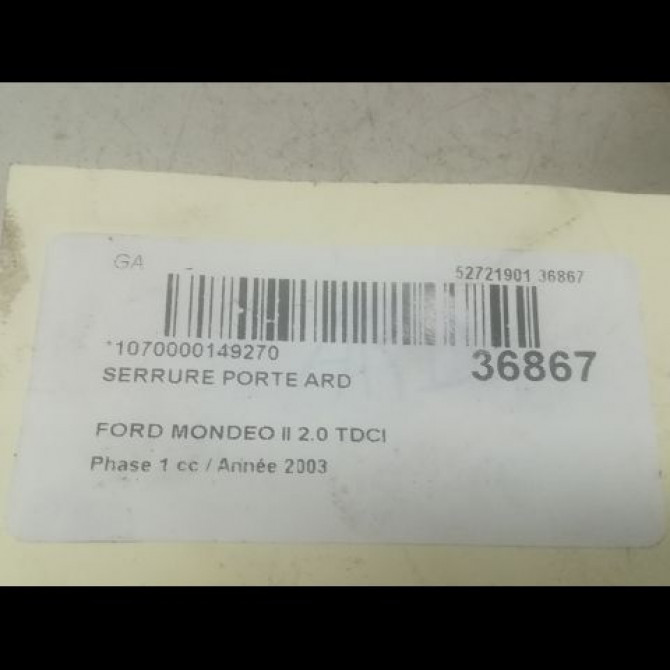 GA - 52721901 36867
*1070000149270 36867
SERRURE PORTE ARD
FORD MONDEO II 2.0 TDCI
Phase 1 cc / Année 2003